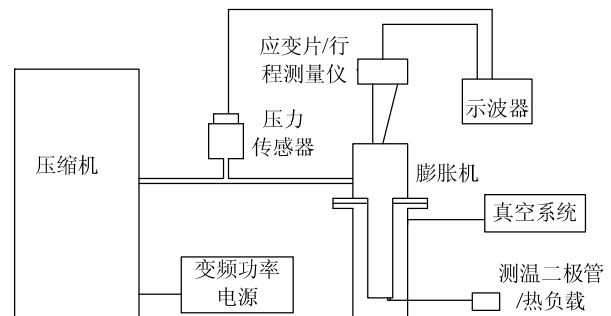 应变片/行
程测量仪
示波器
压力
传感器
压缩机
膨胀机
真空系统
变频功率
电源
测温二极管
/热负载